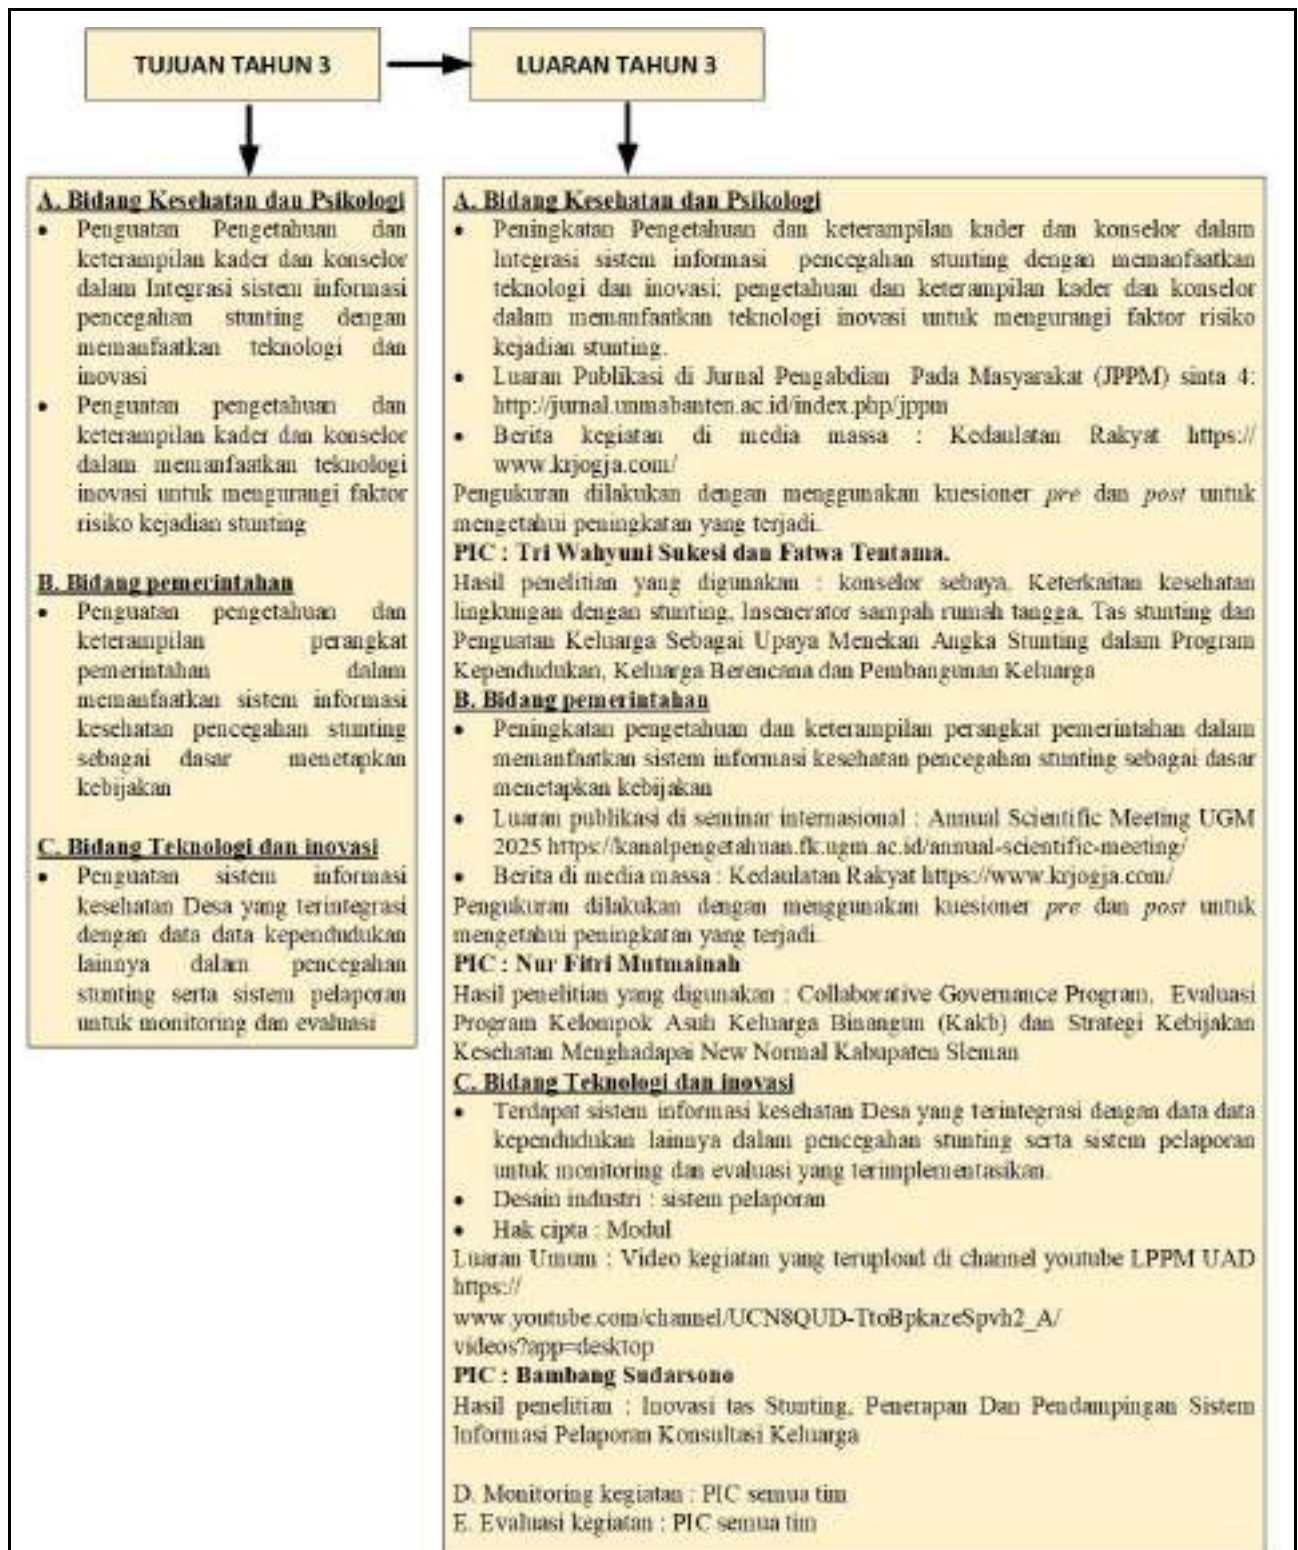 TUJUAN TAHUN 3
LUARAN TAHUN 3
A. Bidang Kesehatan dan Psikologi
• Penguatan Pengetahuan dan
keterampilan kader dan konselor
dalam Integrasi sistem informasi
pencegahan stunting dengan
memanfaatkan teknologi dan
inovasi
• Penguatan pengetahuan dan
keterampilan kader dan konselor
dalam memanfaatkan teknologi
inovasi untuk mengurangi faktor
risiko kejadian stunting
B. Bidang pemerintahan
• Penguatan pengetahuan dan
keterampilan perangkat
pemerintahan dalam
memanfaatkan sistem informasi
kesehatan pencegahan stunting
sebagai dasar menetapkan
kebijakan
C. Bidang Teknologi dan inovasi
• Penguatan sistem informasi
kesehatan Desa yang terintegrasi
dengan data data kependudukan
lainnya dalam pencegahan
stunting serta sistem pelaporan
untuk monitoring dan evaluasi
A. Bidang Kesehatan dan Psikologi
• Peningkatan Pengetahuan dan keterampilan kader dan konselor dalam
Integrasi sistem informasi pencegahan stunting dengan memanfaatkan
teknologi dan inovasi; pengetahuan dan keterampilan kader dan konselor
dalam memanfaatkan teknologi inovasi untuk mengurangi faktor risiko
kejadian stunting.
• Luaran Publikasi di Jurnal Pengabdian Pada Masyarakat (JPPM) sinta 4:
http://jurnal.unmabanten.ac.id/index.php/jppm
• Berita kegiatan di media massa : Kedaulatan Rakyat https://
www.krjogja.com/
Pengukuran dilakukan dengan menggunakan kuesioner pre dan post untuk
mengetahui peningkatan yang terjadi.
PIC : Tri Wahyuni Sukesi dan Fatwa Tentama.
Hasil penelitian yang digunakan : konselor sebaya, Keterkaitan kesehatan
lingkungan dengan stunting, Insenerator sampah rumah tangga, Tas stunting dan
Penguatan Keluarga Sebagai Upaya Menekan Angka Stunting dalam Program
Kependudukan, Keluarga Berencana dan Pembangunan Keluarga
B. Bidang pemerintahan
• Peningkatan pengetahuan dan keterampilan perangkat pemerintahan dalam
memanfaatkan sistem informasi kesehatan pencegahan stunting sebagai dasar
menetapkan kebijakan
• Luaran publikasi di seminar internasional : Annual Scientific Meeting UGM
2025 https://kanalpengetahuan.fk.ugm.ac.id/annual-scientific-meeting/
• Berita di media massa : Kedaulatan Rakyat https://www.krjogja.com/
Pengukuran dilakukan dengan menggunakan kuesioner pre dan post untuk
mengetahui peningkatan yang terjadi.
PIC : Nur Fitri Mutmainah
Hasil penelitian yang digunakan : Collaborative Governance Program, Evaluasi
Program Kelompok Asuh Keluarga Binangun (Kakb) dan Strategi Kebijakan
Kesehatan Menghadapai New Normal Kabupaten Sleman
C. Bidang Teknologi dan inovasi
• Terdapat sistem informasi kesehatan Desa yang terintegrasi dengan data data
kependudukan lainnya dalam pencegahan stunting serta sistem pelaporan
untuk monitoring dan evaluasi yang terimplementasikan.
• Desain industri : sistem pelaporan
• Hak cipta : Modul
Luaran Umum : Video kegiatan yang terupload di channel youtube LPPM UAD
https://
www.youtube.com/channel/UCN8QUD-TtoBpkazeSpvh2_A/
videos?app=desktop
PIC : Bambang Sudarsono
Hasil penelitian : Inovasi tas Stunting, Penerapan Dan Pendampingan Sistem
Informasi Pelaporan Konsultasi Keluarga
D. Monitoring kegiatan : PIC semua tim
E. Evaluasi kegiatan : PIC semua tim